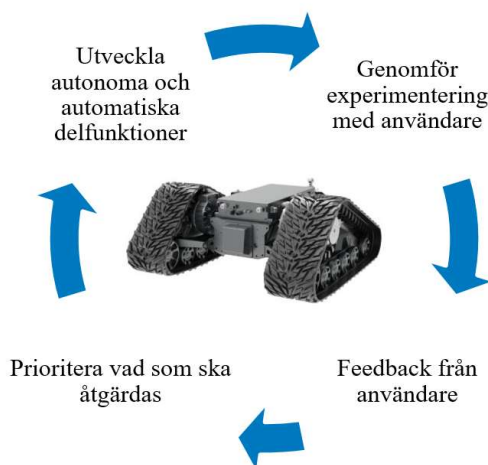 Utveckla
autonoma och
automatiska
delfunktioner
Genomför
experimentering
med användare
Feedback från
användare
Prioritera vad som ska
åtgärdas